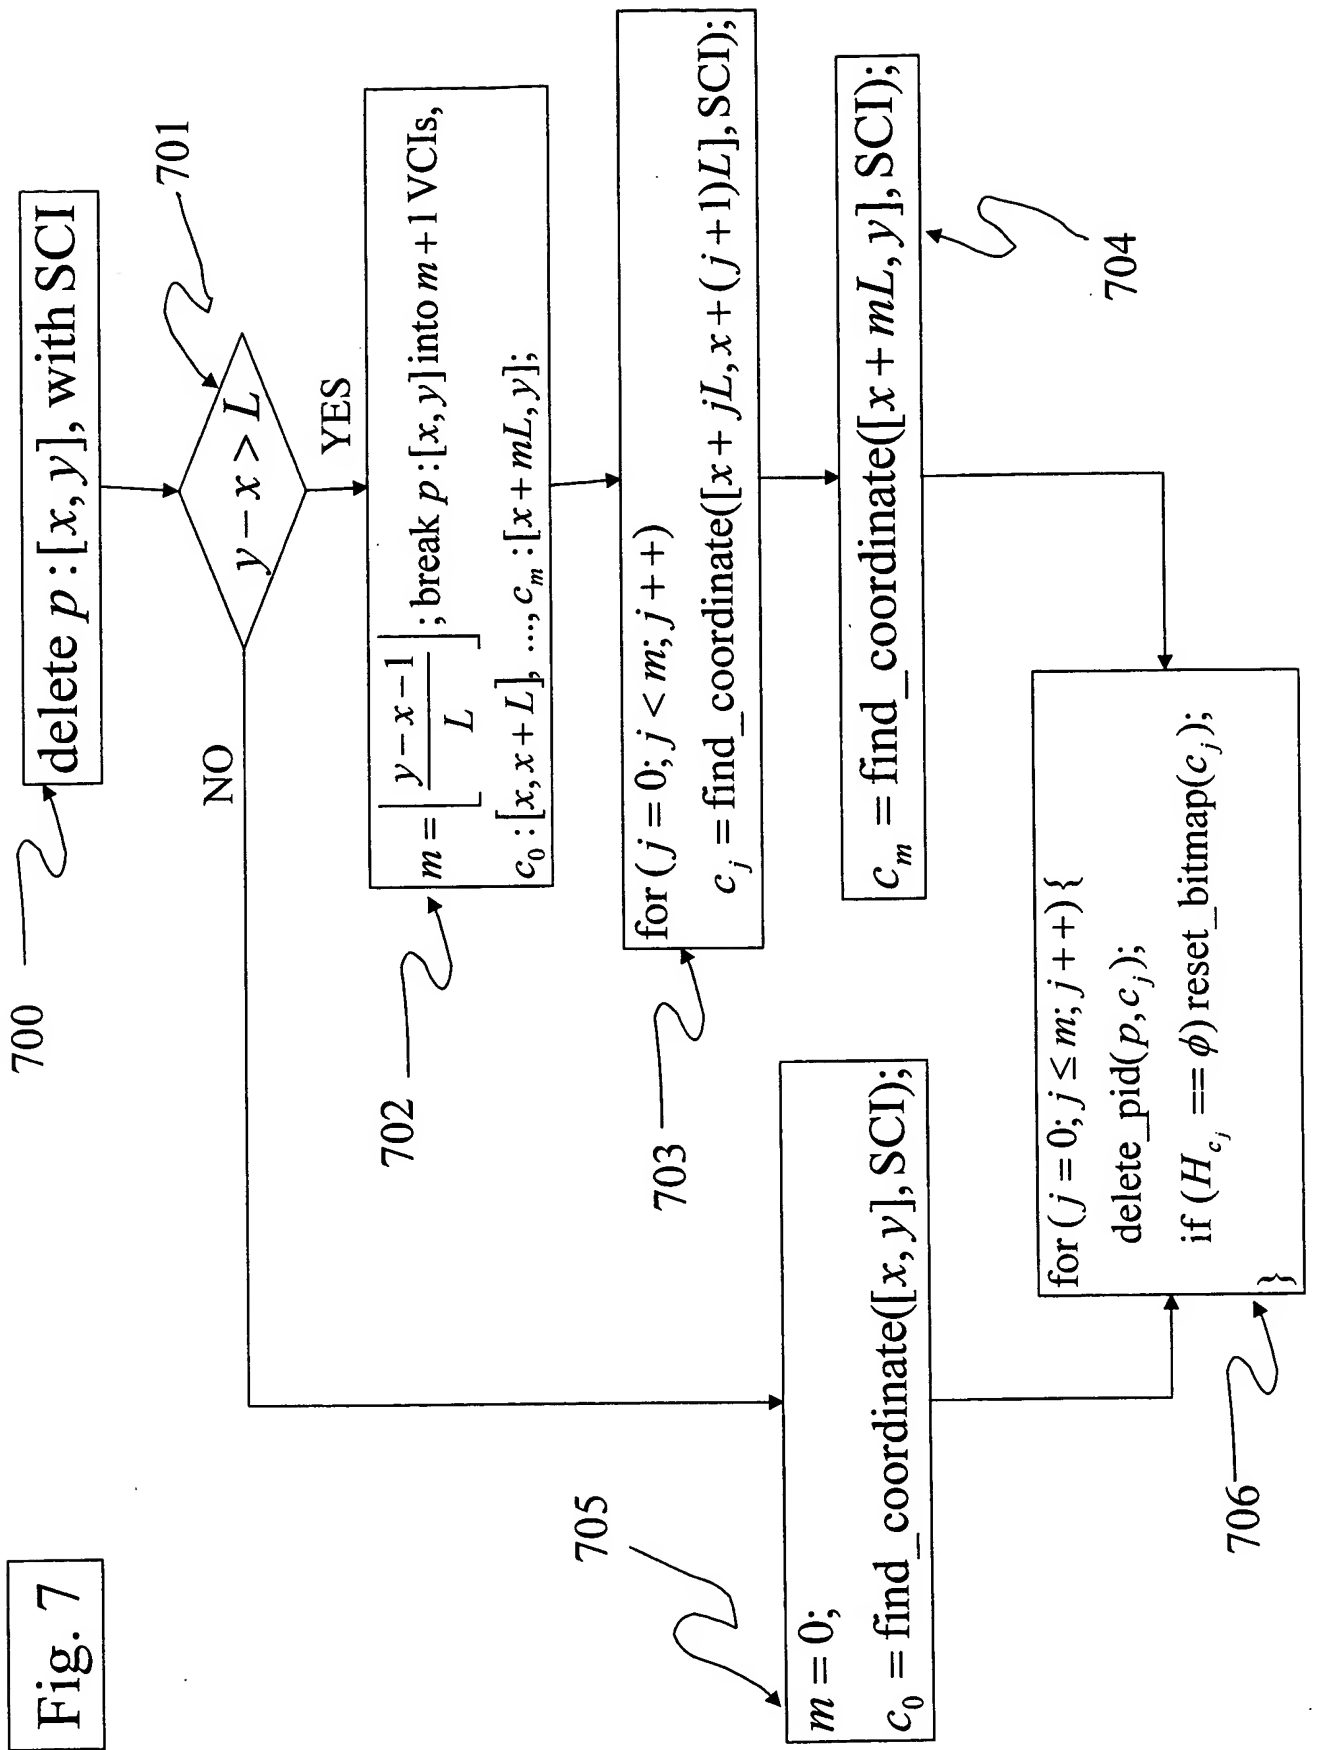 Fig. 7
700
delete p : [x, y], with SCI
701
y − x > L
NO
YES
702
m = ⌊(y − x − 1)/L⌋; break p : [x, y] into m + 1 VCIs,
c₀ : [x, x + L], ..., cₘ : [x + mL, y];
703
for (j = 0; j < m; j + +)
cⱼ = find_coordinate([x + jL, x + (j + 1)L], SCI);
704
cₘ = find_coordinate([x + mL, y], SCI);
705
m = 0;
c₀ = find_coordinate([x, y], SCI);
706
for (j = 0; j ≤ m; j + +) {
delete_pid(p, cⱼ);
if (H_{cⱼ} == ϕ) reset_bitmap(cⱼ);
}